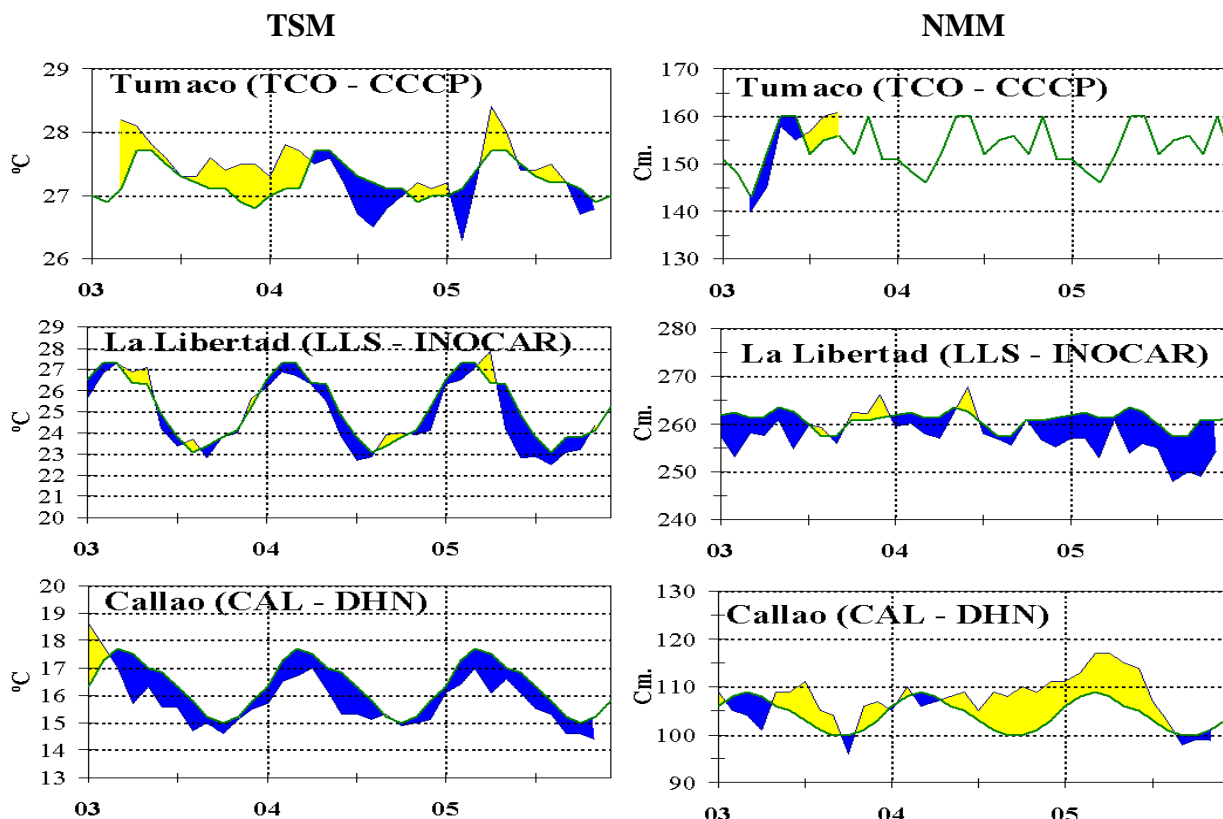 TSM
NMM
29
Tumaco (TCO - CCCP)
28
ºC
27
26
03 04 05
170
Tumaco (TCO - CCCP)
160
Cm.
150
140
130
03 04 05
29
La Libertad (LLS - INOCAR)
28
27
26
25
ºC
24
23
22
21
20
03 04 05
280
La Libertad (LLS - INOCAR)
270
Cm.
260
250
240
03 04 05
20
Callao (CAL - DHN)
19
18
17
ºC
16
15
14
13
03 04 05
130
Callao (CAL - DHN)
120
Cm.
110
100
90
03 04 05